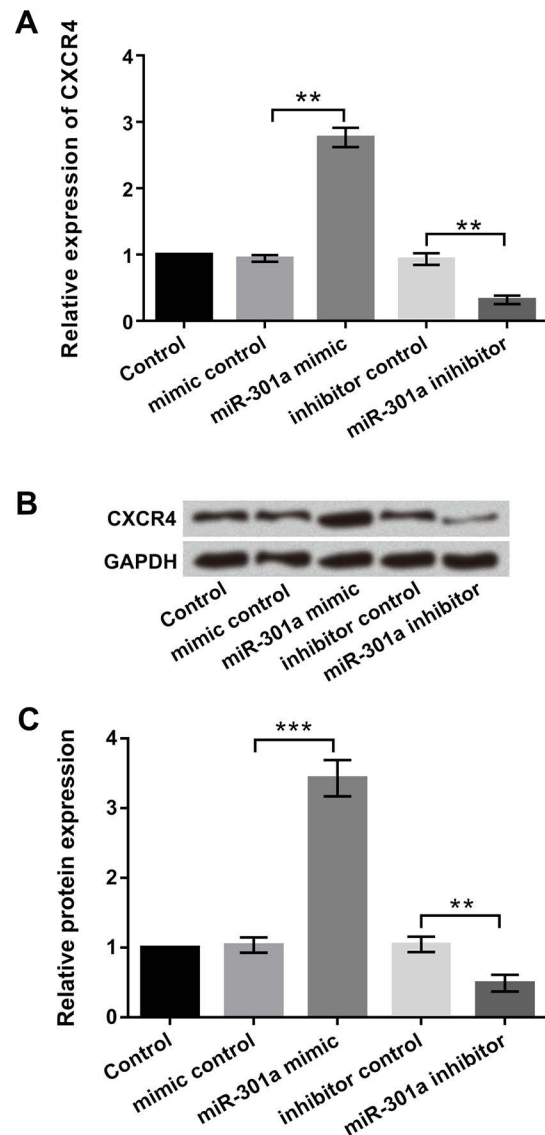 A
Relative expression of CXCR4
4
3
2
1
0
**
**
Control
mimic control
miR-301a mimic
inhibitor control
miR-301a inihibitor
B
CXCR4
GAPDH
Control
mimic control
miR-301a mimic
inhibitor control
miR-301a inhibitor
C
Relative protein expression
4
3
2
1
0
***
**
Control
mimic control
miR-301a mimic
inhibitor control
miR-301a inhibitor